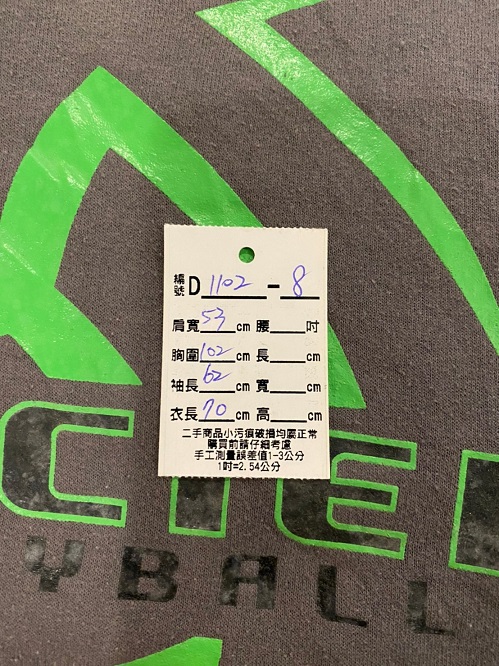 編號 D 1102 - 8
肩寬 53 cm 腰 吋
胸圍 102 cm 長 cm
袖長 62 cm 寬 cm
衣長 70 cm 高 cm
二手商品小污痕破損均屬正常
購買前請仔細考慮
手工測量誤差值1-3公分
1吋=2.54公分
CIE
YBALL